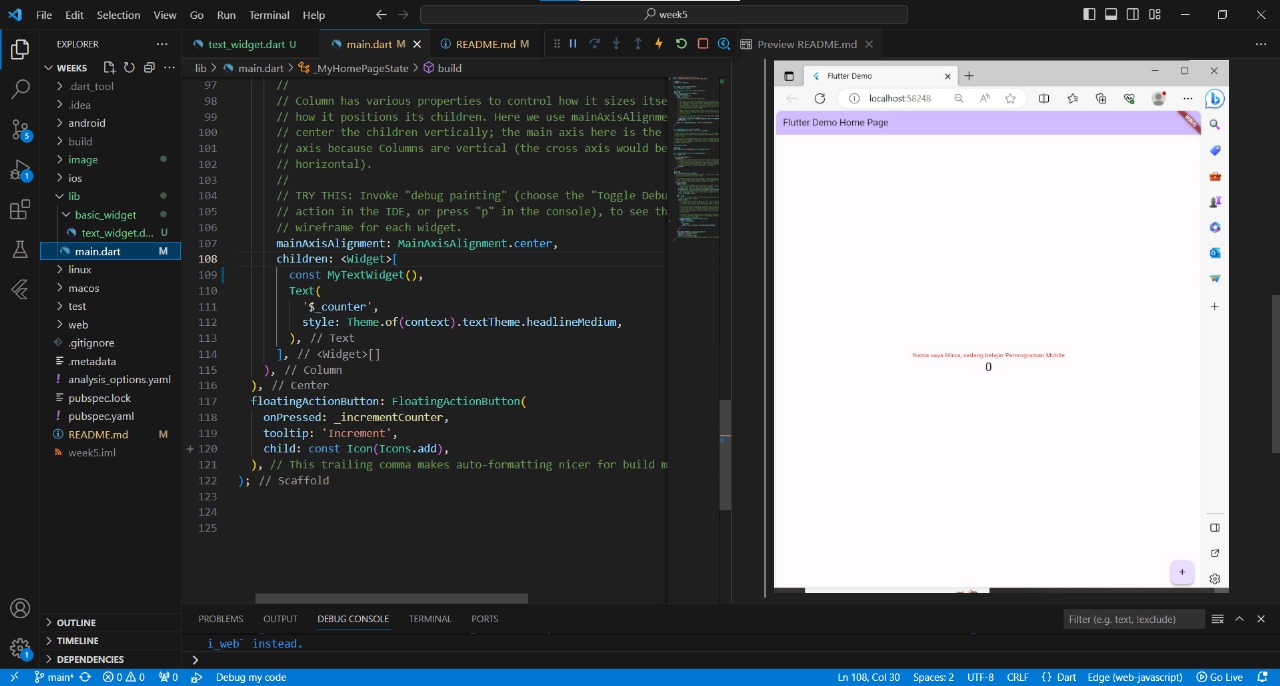 File Edit Selection View Go Run Terminal Help
week5
EXPLORER
text_widget.dart U
main.dart M
README.md M
Preview README.md
WEEK5
.dart_tool
.idea
android
build
image
ios
lib
basic_widget
text_widget.d... U
main.dart M
linux
macos
test
web
.gitignore
.metadata
analysis_options.yaml
pubspec.lock
pubspec.yaml
README.md M
week5.iml
OUTLINE
TIMELINE
DEPENDENCIES
lib > main.dart > _MyHomePageState > build
97 //
98 // Column has various properties to control how it sizes itse
99 // how it positions its children. Here we use mainAxisAlignme
100 // center the children vertically; the main axis here is the
101 // axis because Columns are vertical (the cross axis would be
102 // horizontal).
103 //
104 // TRY THIS: Invoke "debug painting" (choose the "Toggle Debu
105 // action in the IDE, or press "p" in the console), to see th
106 // wireframe for each widget.
107 mainAxisAlignment: MainAxisAlignment.center,
108 children: <Widget>[
109 const MyTextWidget(),
110 Text(
111 '$_counter',
112 style: Theme.of(context).textTheme.headlineMedium,
113 ), // Text
114 ], // <Widget>[]
115 ), // Column
116 ), // Center
117 floatingActionButton: FloatingActionButton(
118 onPressed: _incrementCounter,
119 tooltip: 'Increment',
120 child: const Icon(Icons.add),
121 ), // This trailing comma makes auto-formatting nicer for build m
122 ); // Scaffold
123
124
125
Flutter Demo
localhost:58248
Flutter Demo Home Page
DEBUG
Nama saya Mirza, sedang belajar Pemrograman Mobile
0
+
PROBLEMS OUTPUT DEBUG CONSOLE TERMINAL PORTS
Filter (e.g. text, !exclude)
i_web` instead.
5
1
1
main* 0 0 0 Debug my code
Ln 108, Col 30 Spaces: 2 UTF-8 CRLF {} Dart Edge (web-javascript) Go Live